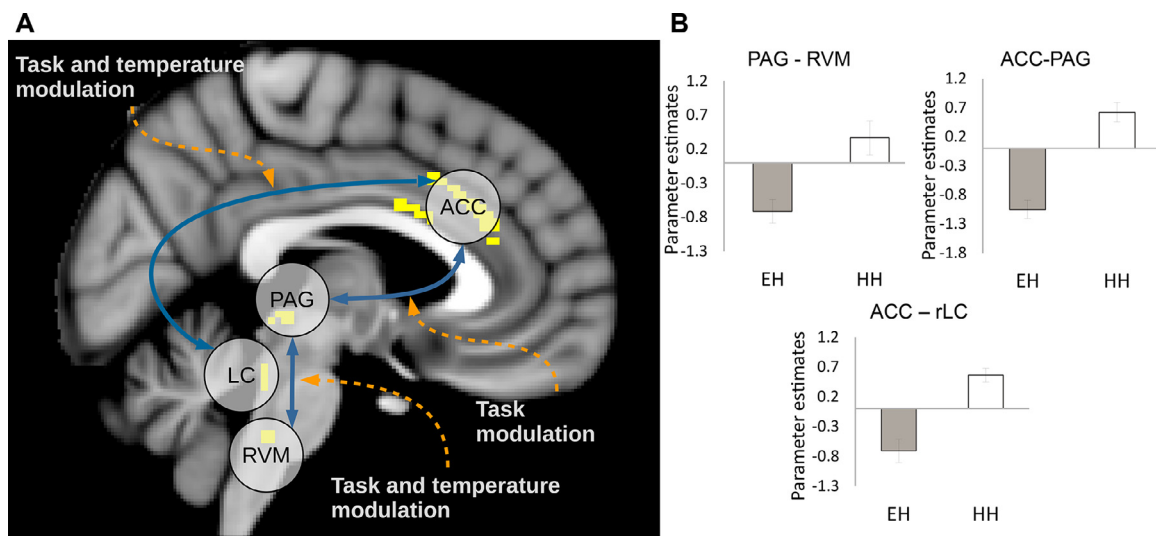 A
Task and temperature
modulation
ACC
PAG
LC
RVM
Task
modulation
Task and temperature
modulation
B
PAG - RVM
Parameter estimates
1.2
0.7
0.2
-0.3
-0.8
-1.3
EH HH
ACC-PAG
Parameter estimates
1.2
0.7
0.2
-0.3
-0.8
-1.3
-1.8
EH HH
ACC – rLC
Parameter estimates
1.2
0.7
0.2
-0.3
-0.8
-1.3
EH HH